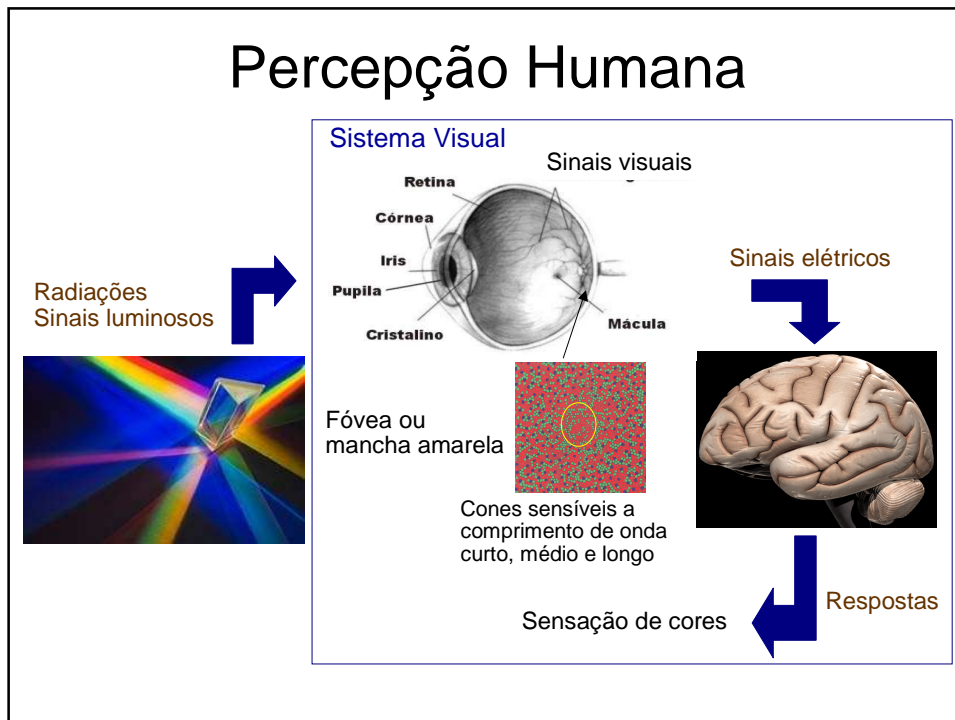 Percepção Humana
Sistema Visual
Sinais visuais
Retina
Córnea
Iris
Pupila
Cristalino
Mácula
Radiações
Sinais luminosos
Sinais elétricos
Fóvea ou
mancha amarela
Cones sensíveis a
comprimento de onda
curto, médio e longo
Respostas
Sensação de cores